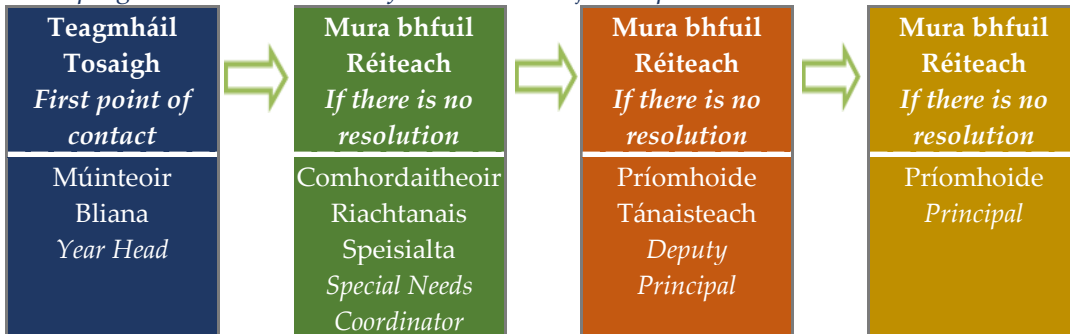 Teagmháil
Tosaigh
First point of
contact
Múinteoir
Bliana
Year Head
Mura bhfuil
Réiteach
If there is no
resolution
Comhordaitheoir
Riachtanais
Speisialta
Special Needs
Coordinator
Mura bhfuil
Réiteach
If there is no
resolution
Príomhoide
Tánaisteach
Deputy
Principal
Mura bhfuil
Réiteach
If there is no
resolution
Príomhoide
Principal